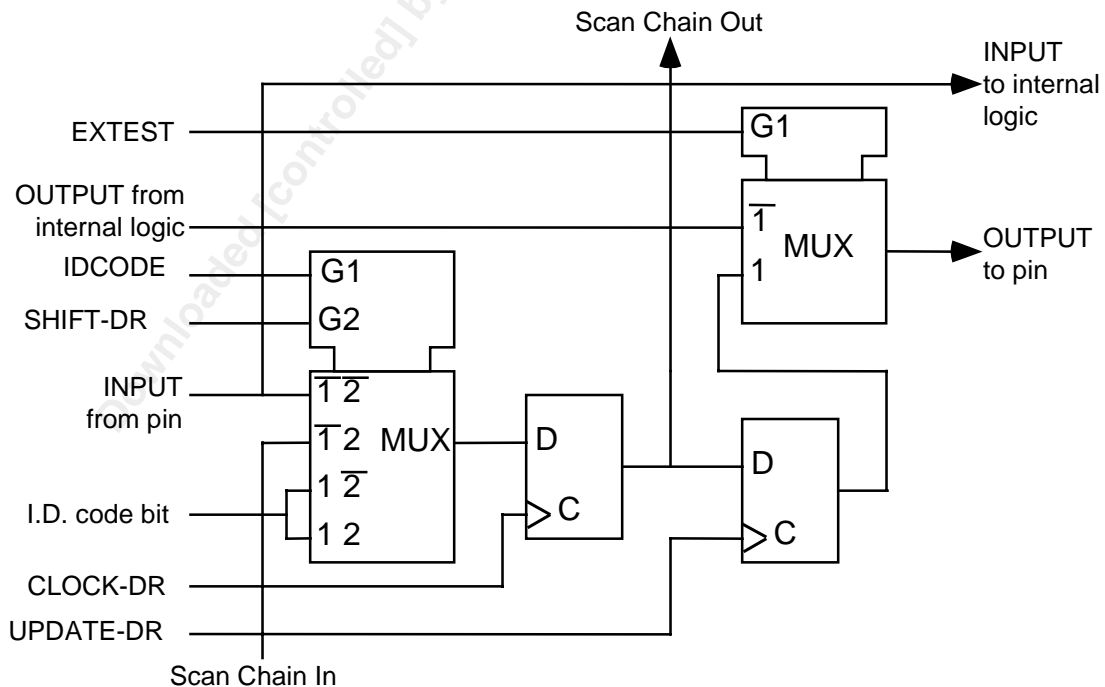 Scan Chain Out
INPUT
to internal
logic
EXTEST
G1
OUTPUT from
internal logic
1
MUX
OUTPUT
to pin
1
IDCODE
G1
SHIFT-DR
G2
INPUT
from pin
1 2
1 2
MUX
D
D
I.D. code bit
1 2
1 2
C
C
CLOCK-DR
UPDATE-DR
Scan Chain In
Downloaded [controlled] b